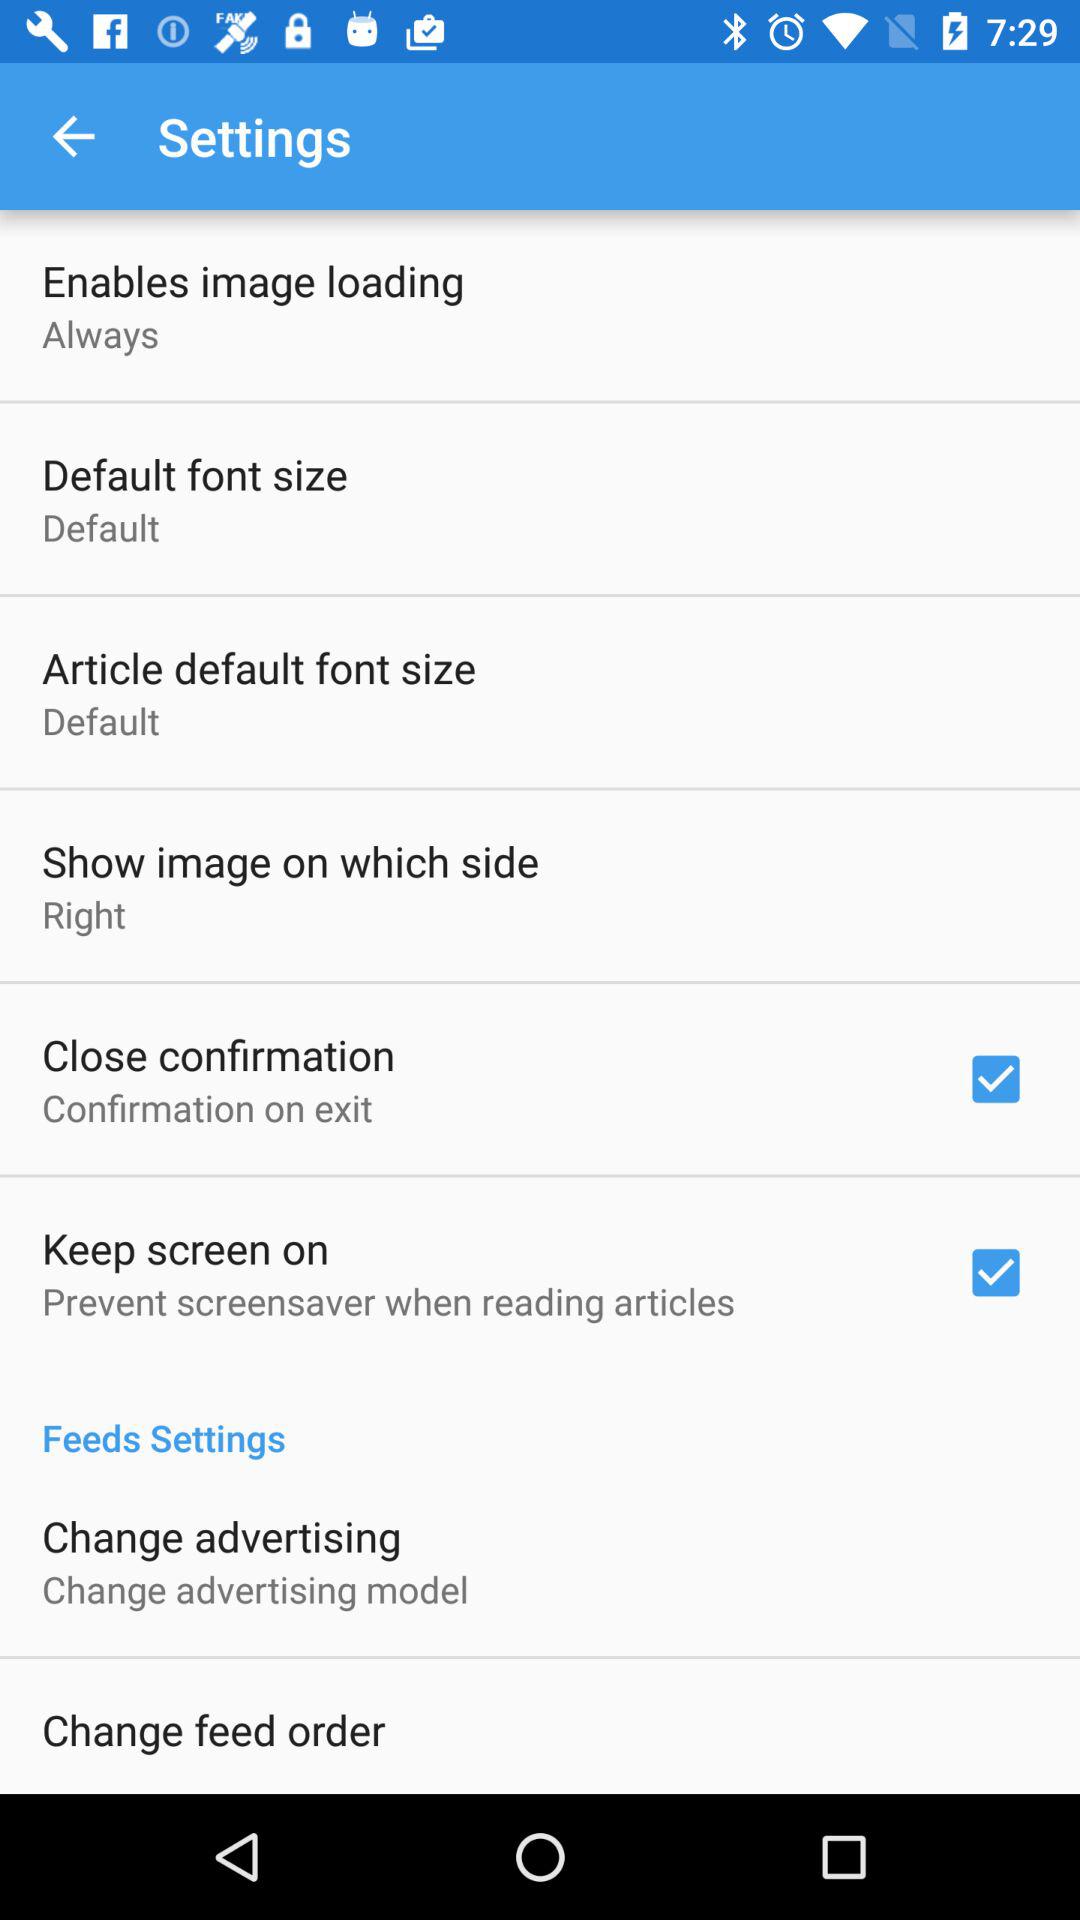 FAKE
7:29
Settings
Enables image loading
Always
Default font size
Default
Article default font size
Default
Show image on which side
Right
Close confirmation
Confirmation on exit
Keep screen on
Prevent screensaver when reading articles
Feeds Settings
Change advertising
Change advertising model
Change feed order